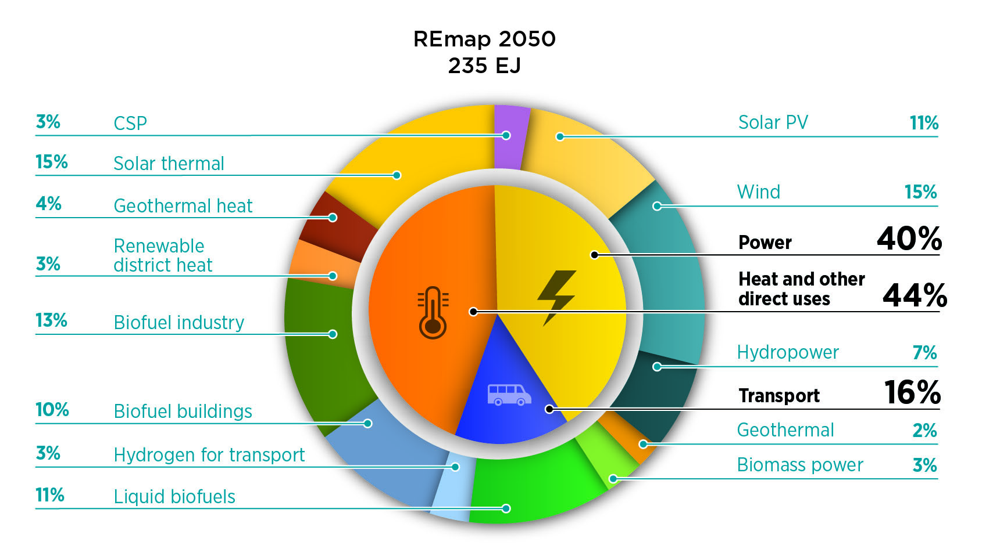 REmap 2050
235 EJ
3% CSP
15% Solar thermal
4% Geothermal heat
Renewable
3% district heat
13% Biofuel industry
10% Biofuel buildings
3% Hydrogen for transport
11% Liquid biofuels
Solar PV 11%
Wind 15%
Power 40%
Heat and other
direct uses 44%
Hydropower 7%
Transport 16%
Geothermal 2%
Biomass power 3%